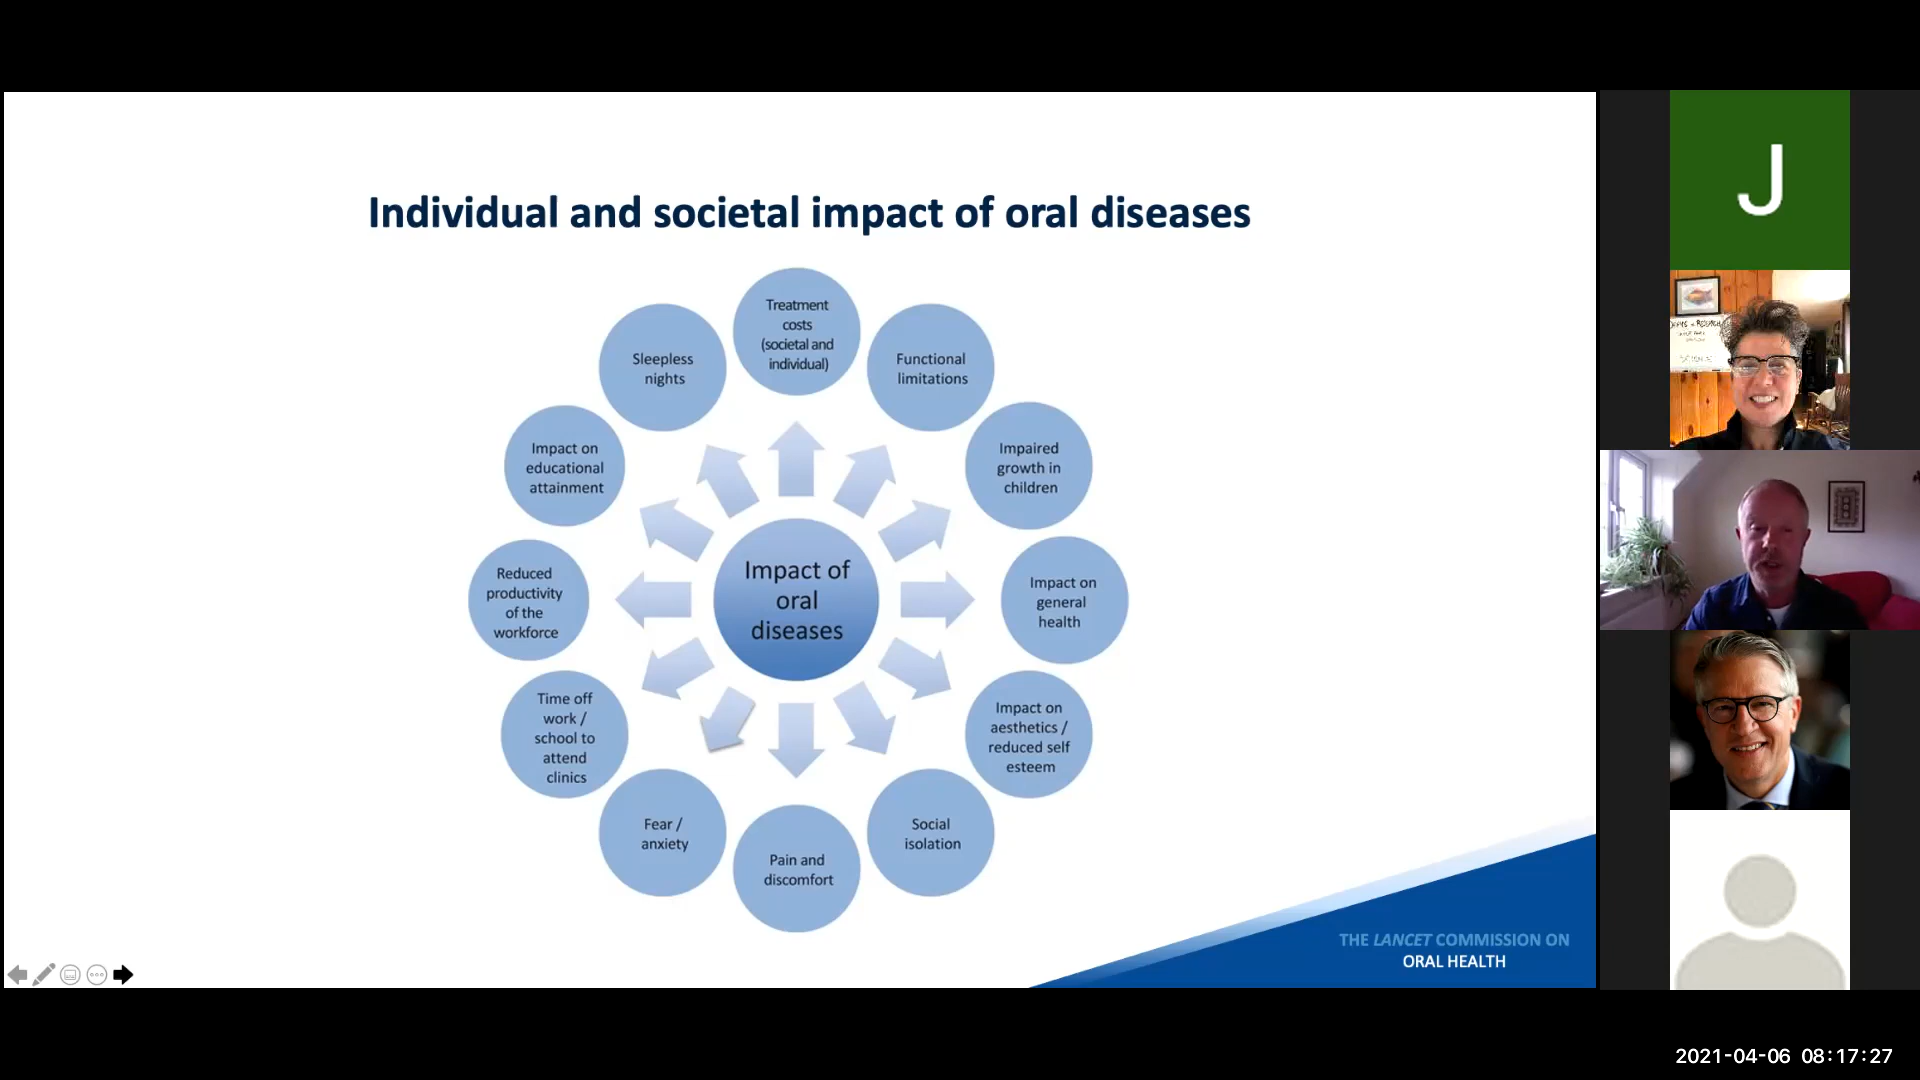 Individual and societal impact of oral diseases
Treatment
costs
(societal and
individual)
Functional
limitations
Impaired
growth in
children
Impact on
general
health
Impact on
aesthetics /
reduced self
esteem
Social
isolation
Pain and
discomfort
Fear /
anxiety
Time off
work /
school to
attend
clinics
Reduced
productivity
of the
workforce
Impact on
educational
attainment
Sleepless
nights
Impact of
oral
diseases
THE LANCET COMMISSION ON
ORAL HEALTH
J
2021-04-06 08:17:27